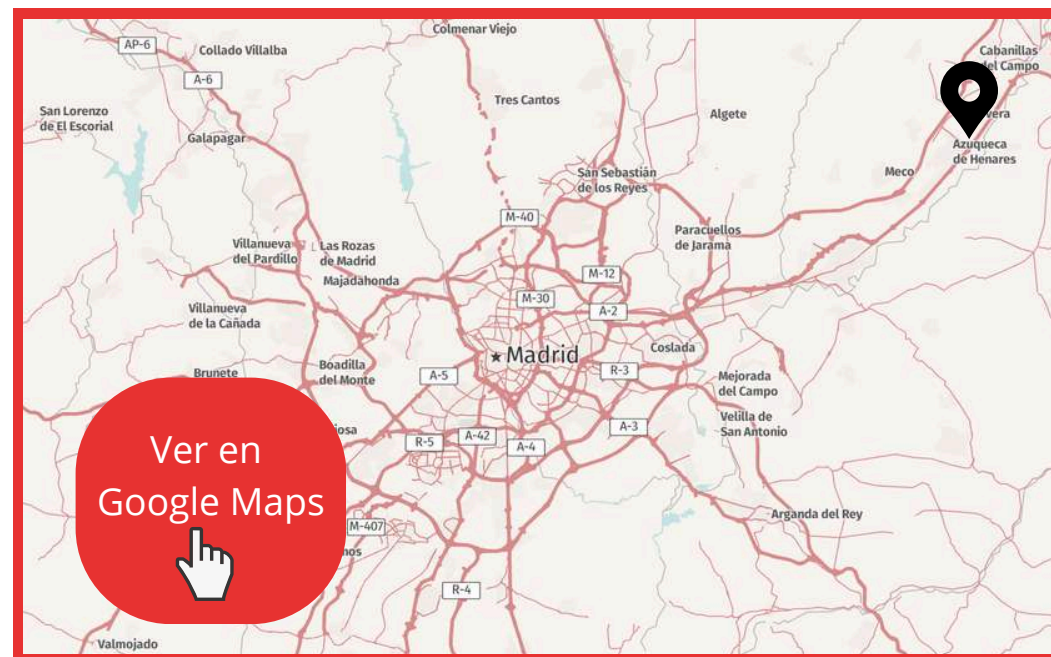 Colmenar Viejo
AP-6
Collado Villalba
Cabanillas
del Campo
A-6
Tres Cantos
San Lorenzo
de El Escorial
Algete
Galapagar
Azuqueca
de Henares
Meco
San Sebastián
de los Reyes
M-40
Paracuellos
de Jarama
Villanueva
del Pardillo
Las Rozas
de Madrid
M-12
Majadahonda
M-30
Villanueva
de la Cañada
A-2
Madrid
Coslada
Boadilla
del Monte
A-5
R-3
Brunete
Mejorada
del Campo
Velilla de
San Antonio
A-3
R-5
A-42
A-4
Ver en
Google Maps
Arganda del Rey
M-407
R-4
Valmojado